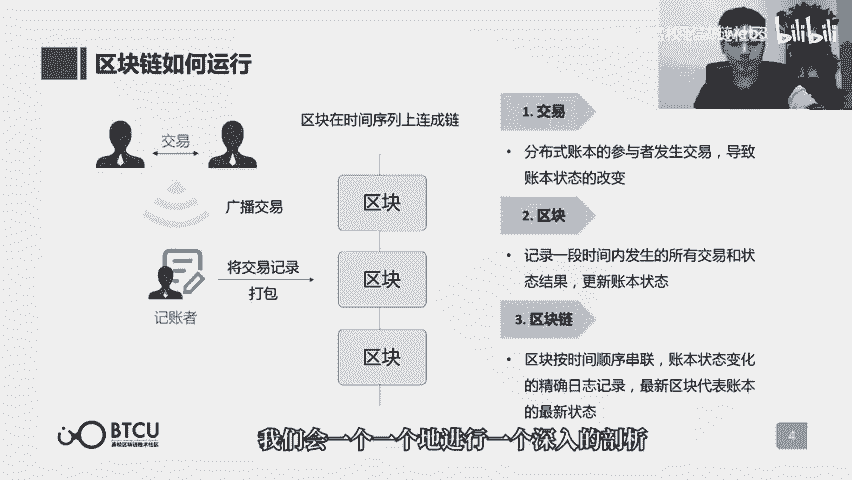 区块链如何运行
bilibili
交易
广播交易
将交易记录
打包
记账者
区块在时间序列上连成链
区块
区块
区块
1. 交易
• 分布式账本的参与者发生交易，导致
账本状态的改变
2. 区块
• 记录一段时间内发生的所有交易和状
态结果，更新账本状态
3. 区块链
• 区块按时间顺序串联，账本状态变化
的精确日志记录，最新区块代表账本
的最新状态
BTCU
我们会一个一个地进行一个深入的剖析
4